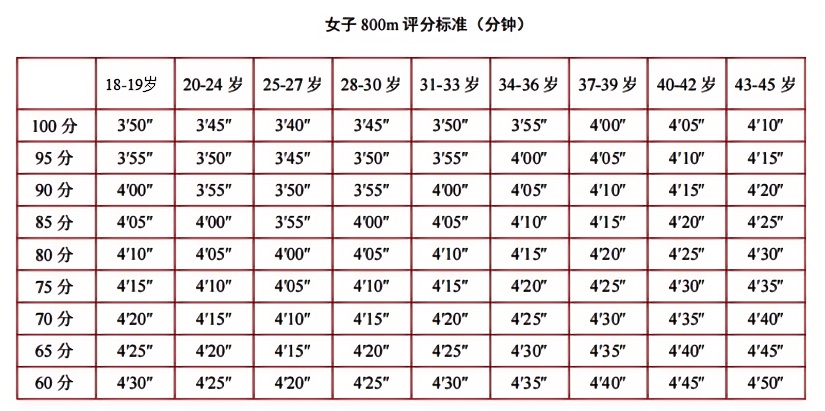 女子 800m 评分标准（分钟）
18-19岁 20-24 岁 25-27 岁 28-30 岁 31-33 岁 34-36 岁 37-39 岁 40-42 岁 43-45 岁
100 分 3′50″ 3′45″ 3′40″ 3′45″ 3′50″ 3′55″ 4′00″ 4′05″ 4′10″
95 分 3′55″ 3′50″ 3′45″ 3′50″ 3′55″ 4′00″ 4′05″ 4′10″ 4′15″
90 分 4′00″ 3′55″ 3′50″ 3′55″ 4′00″ 4′05″ 4′10″ 4′15″ 4′20″
85 分 4′05″ 4′00″ 3′55″ 4′00″ 4′05″ 4′10″ 4′15″ 4′20″ 4′25″
80 分 4′10″ 4′05″ 4′00″ 4′05″ 4′10″ 4′15″ 4′20″ 4′25″ 4′30″
75 分 4′15″ 4′10″ 4′05″ 4′10″ 4′15″ 4′20″ 4′25″ 4′30″ 4′35″
70 分 4′20″ 4′15″ 4′10″ 4′15″ 4′20″ 4′25″ 4′30″ 4′35″ 4′40″
65 分 4′25″ 4′20″ 4′15″ 4′20″ 4′25″ 4′30″ 4′35″ 4′40″ 4′45″
60 分 4′30″ 4′25″ 4′20″ 4′25″ 4′30″ 4′35″ 4′40″ 4′45″ 4′50″